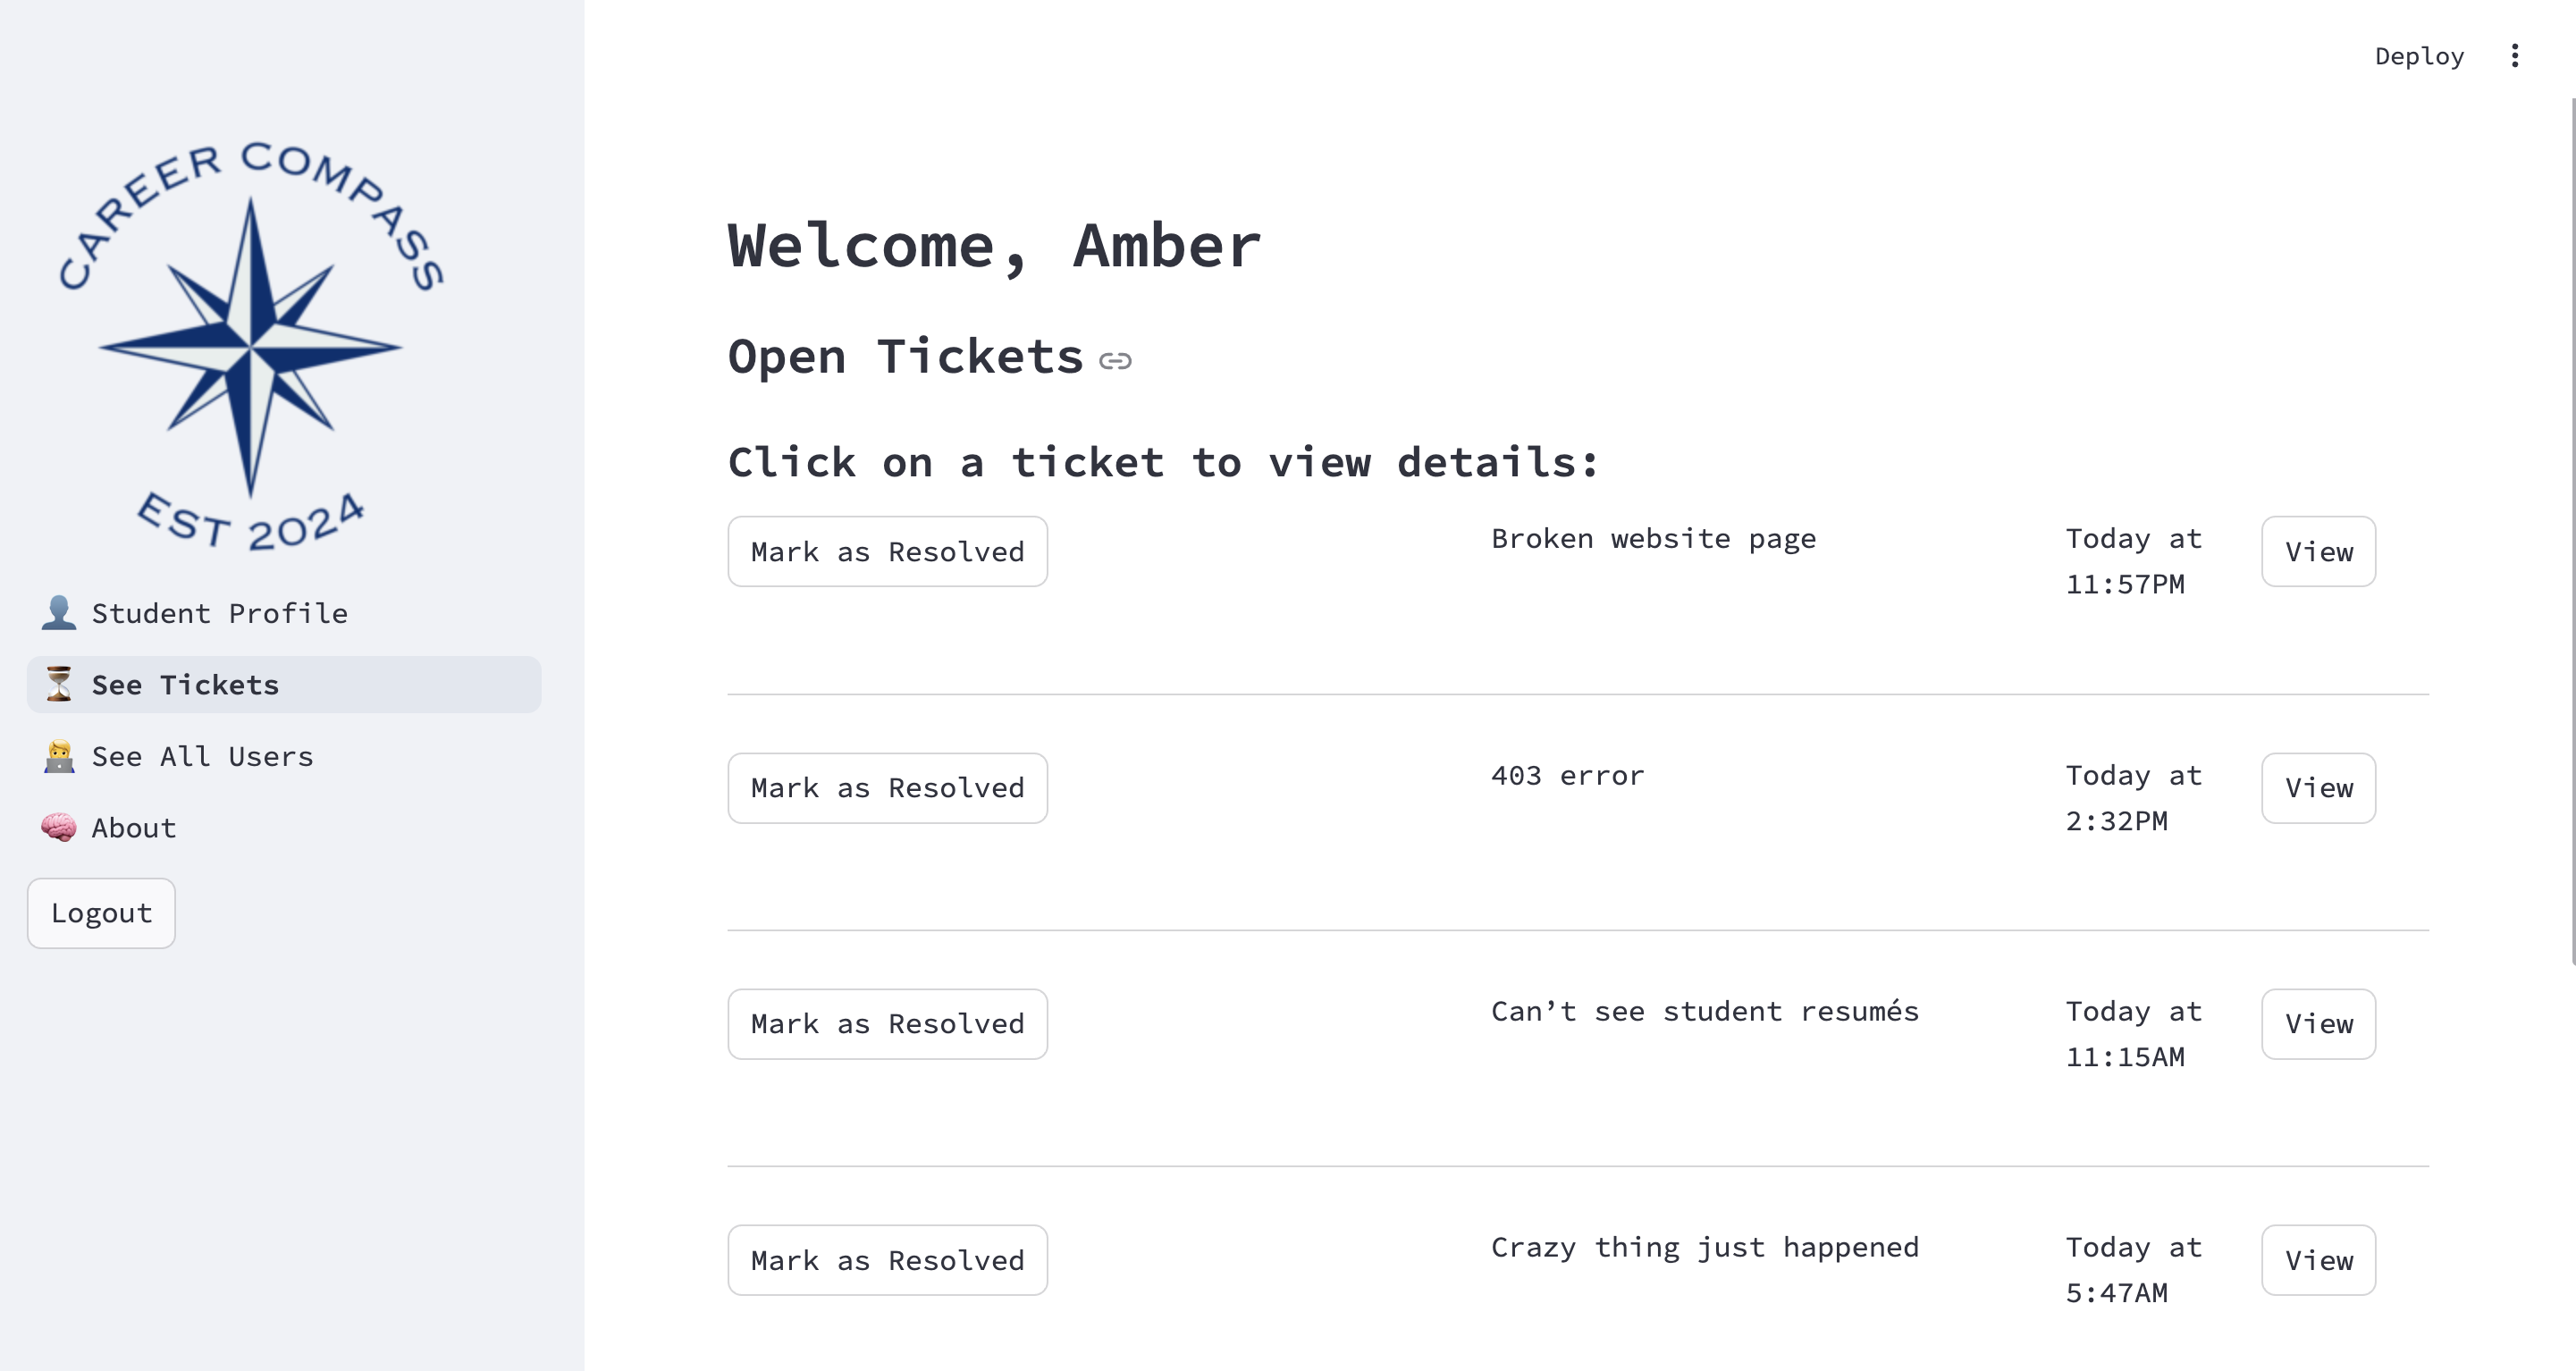 CAREER COMPASS
EST 2024
Student Profile
See Tickets
See All Users
About
Logout
Deploy
Welcome, Amber
Open Tickets
Click on a ticket to view details:
Mark as Resolved
Broken website page
Today at
11:57PM
View
Mark as Resolved
403 error
Today at
2:32PM
View
Mark as Resolved
Can’t see student resumés
Today at
11:15AM
View
Mark as Resolved
Crazy thing just happened
Today at
5:47AM
View